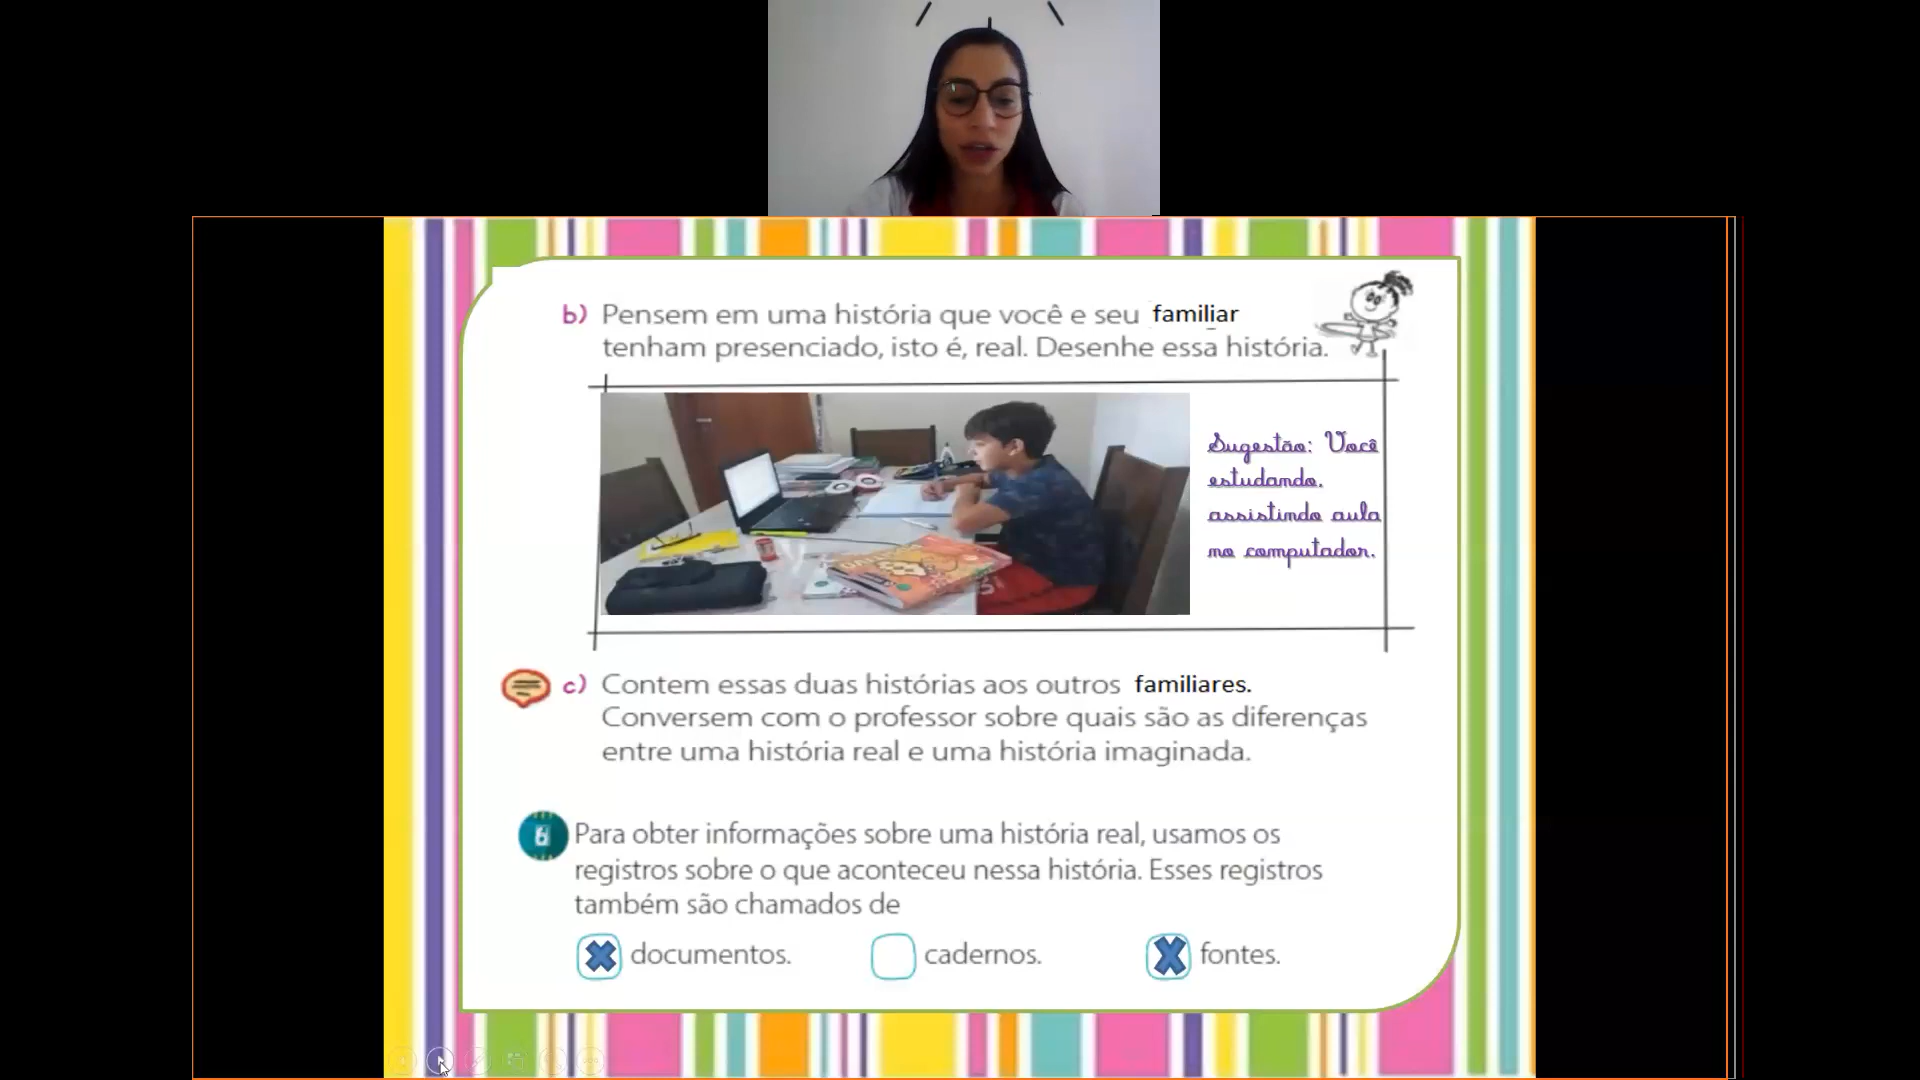 b) Pensem em uma história que você e seu familiar
tenham presenciado, isto é, real. Desenhe essa história.
Sugestão: Você
estudando,
assistindo aula
no computador.
c) Contem essas duas histórias aos outros familiares.
Conversem com o professor sobre quais são as diferenças
entre uma história real e uma história imaginada.
6 Para obter informações sobre uma história real, usamos os
registros sobre o que aconteceu nessa história. Esses registros
também são chamados de
documentos. cadernos. fontes.